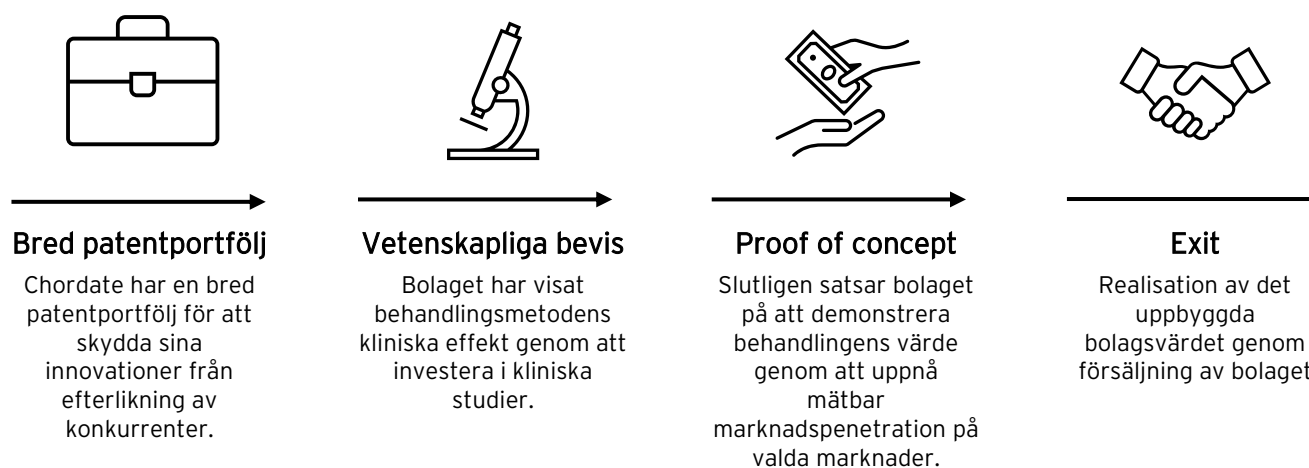 Bred patentportfölj
Chordate har en bred
patentportfölj för att
skydda sina
innovationer från
efterlikning av
konkurrenter.
Vetenskapliga bevis
Bolaget har visat
behandlingsmetodens
kliniska effekt genom att
investera i kliniska
studier.
Proof of concept
Slutligen satsar bolaget
på att demonstrera
behandlingens värde
genom att uppnå
mätbar
marknadspenetration på
valda marknader.
Exit
Realisation av det
uppbyggda
bolagsvärdet genom
försäljning av bolaget